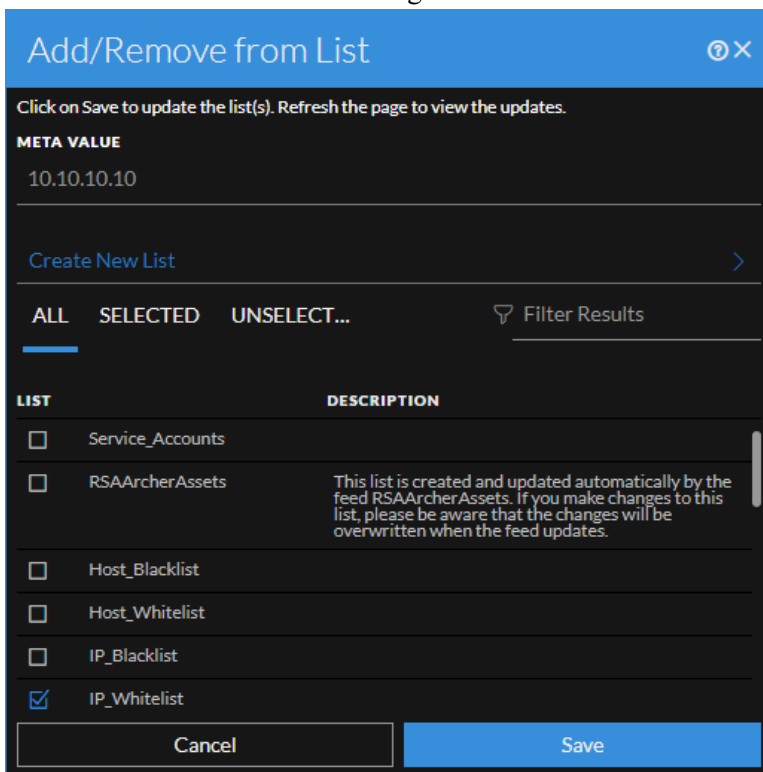 Add/Remove from List
Click on Save to update the list(s). Refresh the page to view the updates.
META VALUE
10.10.10.10
Create New List
ALL SELECTED UNSELECT... Filter Results
LIST DESCRIPTION
Service_Accounts
RSAArcherAssets This list is created and updated automatically by the
feed RSAArcherAssets. If you make changes to this
list, please be aware that the changes will be
overwritten when the feed updates.
Host_Blacklist
Host_Whitelist
IP_Blacklist
IP_Whitelist
Cancel Save